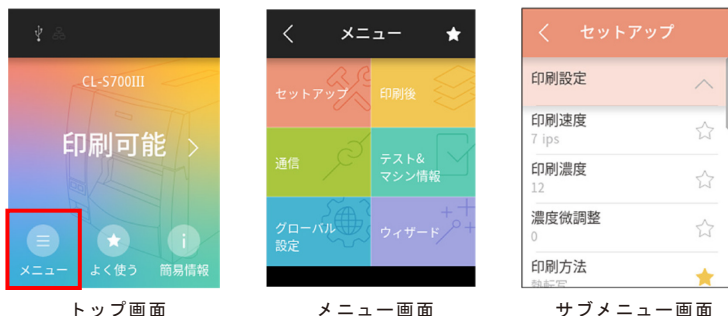 CL-S700III
印刷可能
メニュー
よく使う
簡易情報
トップ画面
メニュー
セットアップ
印刷後
通信
テスト&
マシン情報
グローバル
設定
ウィザード
メニュー画面
セットアップ
印刷設定
印刷速度
7 ips
印刷濃度
12
濃度微調整
0
印刷方法
熱転写
サブメニュー画面